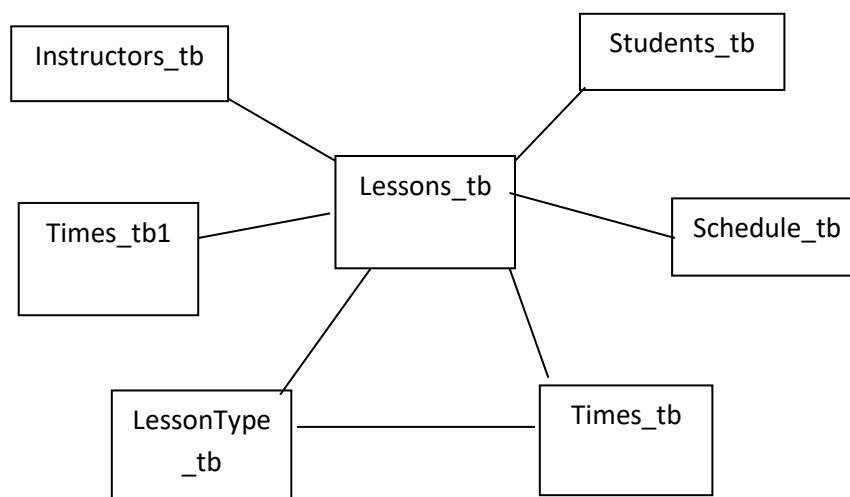 Instructors_tb
Students_tb
Lessons_tb
Times_tb1
Schedule_tb
LessonType
_tb
Times_tb